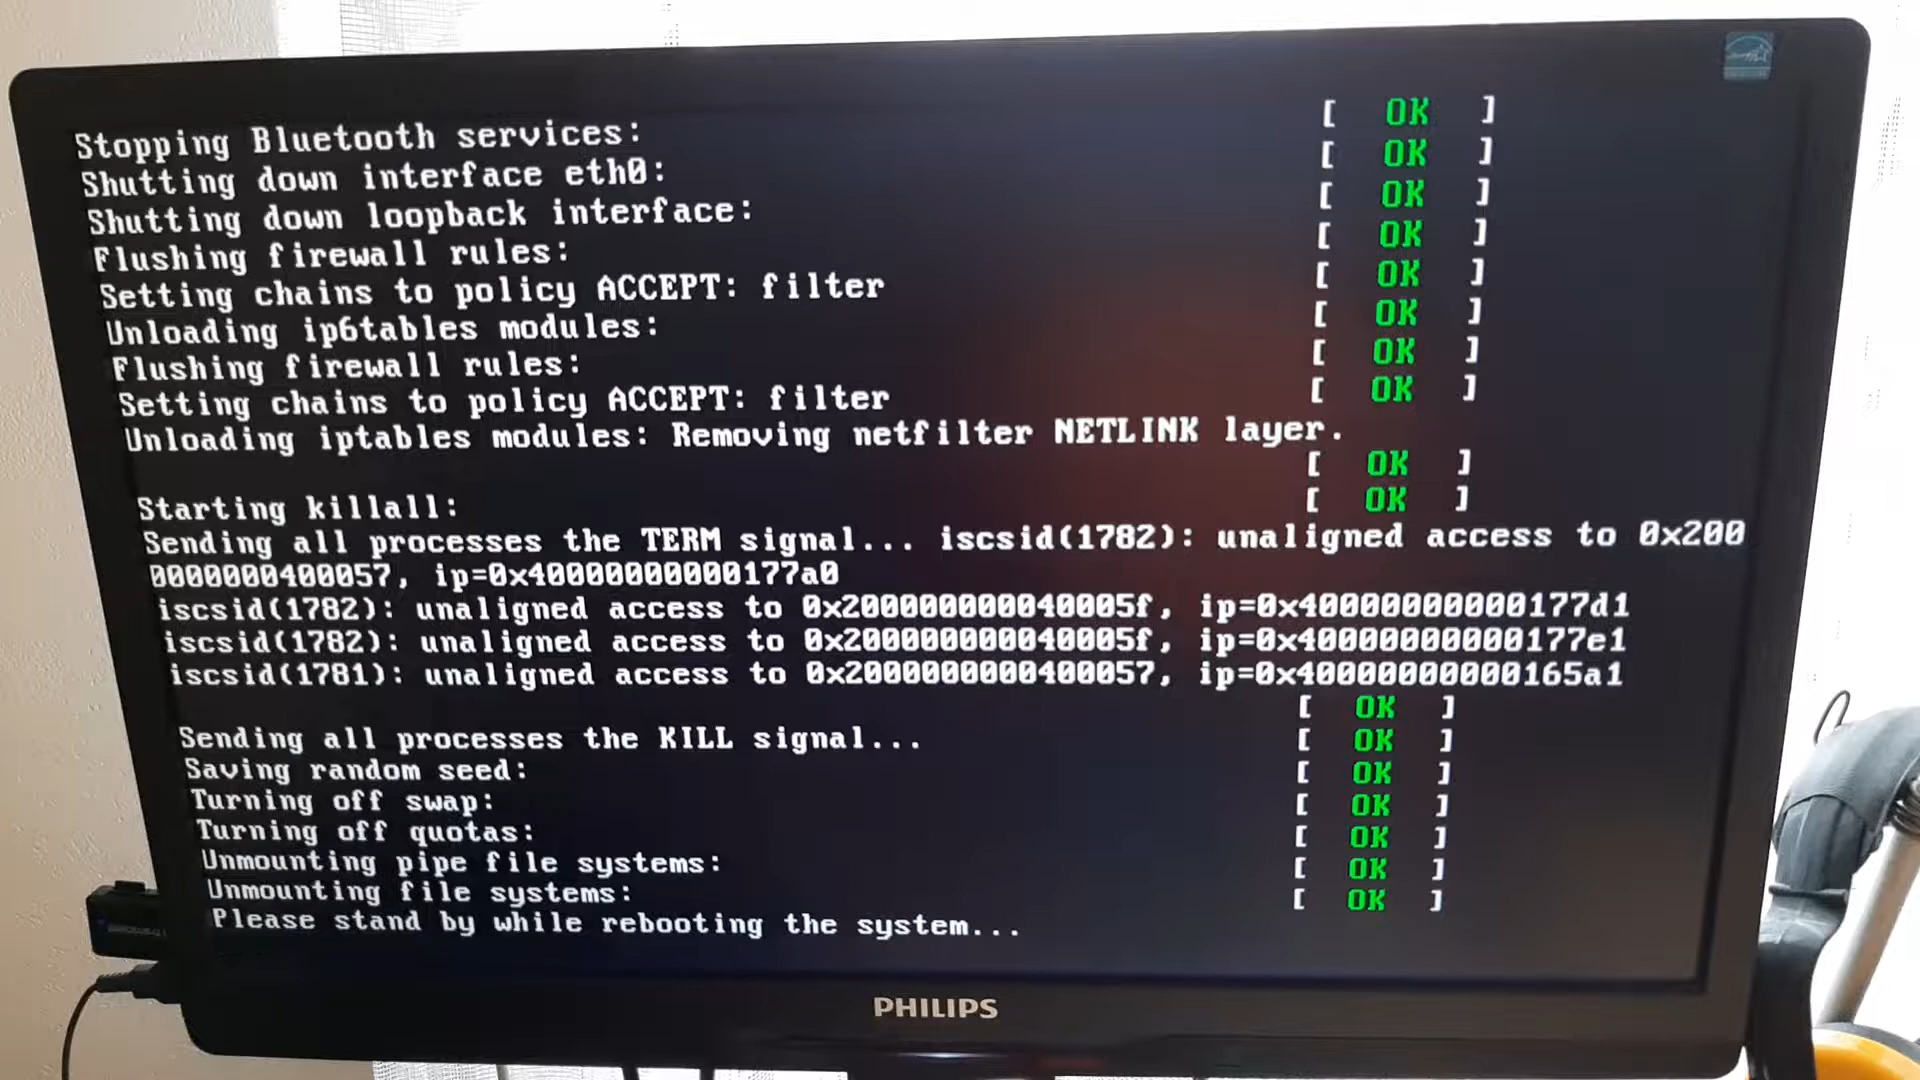 Stopping Bluetooth services: [ OK ]
Shutting down interface eth0: [ OK ]
Shutting down loopback interface: [ OK ]
Flushing firewall rules: [ OK ]
Setting chains to policy ACCEPT: filter [ OK ]
Unloading ip6tables modules: [ OK ]
Flushing firewall rules: [ OK ]
Setting chains to policy ACCEPT: filter [ OK ]
Unloading iptables modules: Removing netfilter NETLINK layer.
[ OK ]
Starting killall: [ OK ]
Sending all processes the TERM signal... iscsid(1782): unaligned access to 0x200
0000000400057, ip=0x40000000000177a0
iscsid(1782): unaligned access to 0x200000000040005f, ip=0x40000000000177d1
iscsid(1782): unaligned access to 0x200000000040005f, ip=0x40000000000177e1
iscsid(1781): unaligned access to 0x2000000000400057, ip=0x40000000000165a1
[ OK ]
Sending all processes the KILL signal... [ OK ]
Saving random seed: [ OK ]
Turning off swap: [ OK ]
Turning off quotas: [ OK ]
Unmounting pipe file systems: [ OK ]
Unmounting file systems: [ OK ]
Please stand by while rebooting the system...
PHILIPS